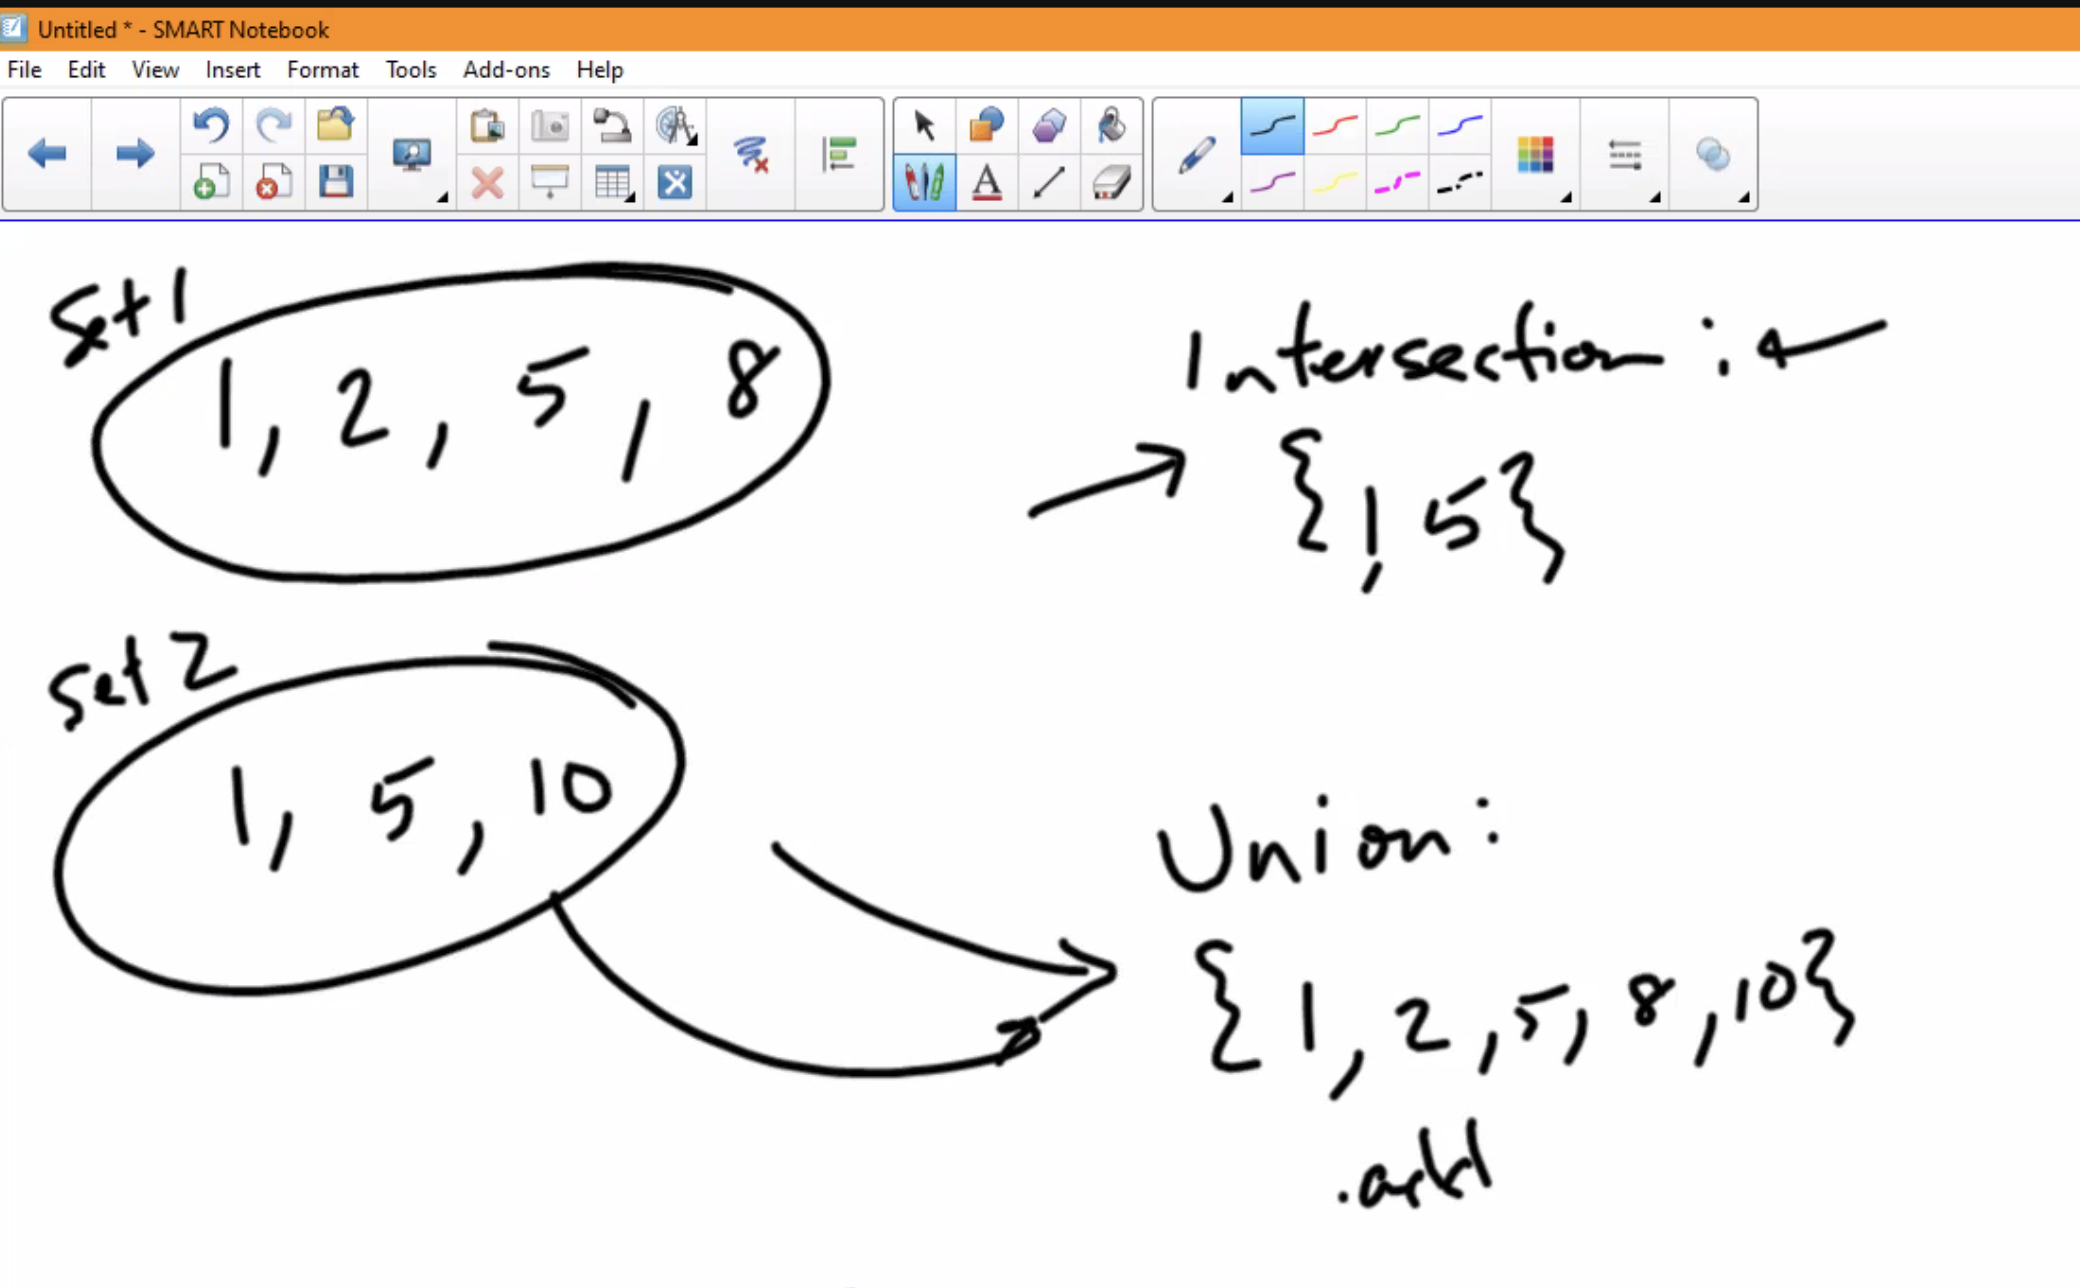 Untitled * - SMART Notebook
File Edit View Insert Format Tools Add-ons Help
Set 1
1, 2, 5, 8
Intersection:
{1, 5}
Set 2
1, 5, 10
Union:
{1, 2, 5, 8, 10}
.add